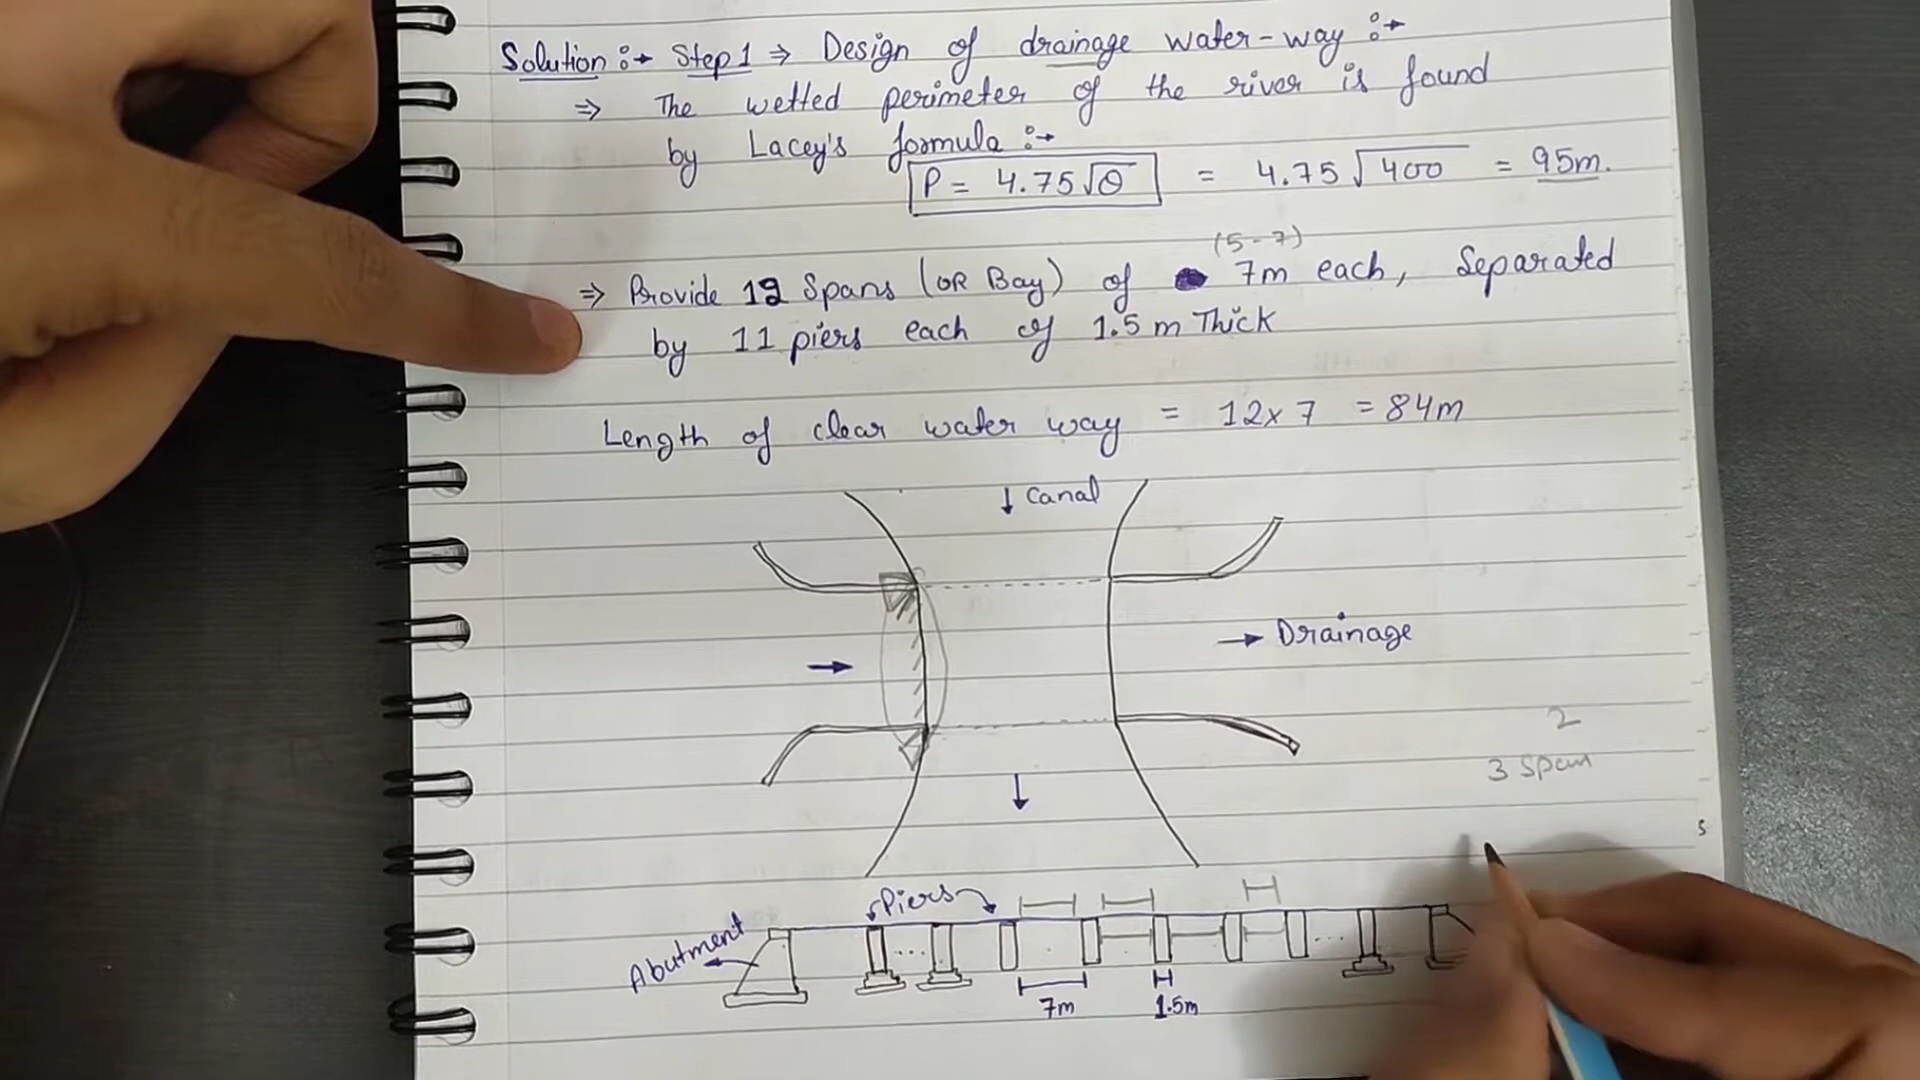 Solution :→ Step 1 ⇒ Design of drainage water-way :→
⇒ The wetted perimeter of the river is found
by Lacey's formula :→
P = 4.75√Q = 4.75√400 = 95m.
(5-7)
⇒ Provide 12 Spans (OR Bay) of 7m each, Separated
by 11 piers each of 1.5 m Thick
Length of clear water way = 12x7 = 84m
↓ Canal
→ Drainage
2
3 Span
5
Piers
Abutment
7m
1.5m